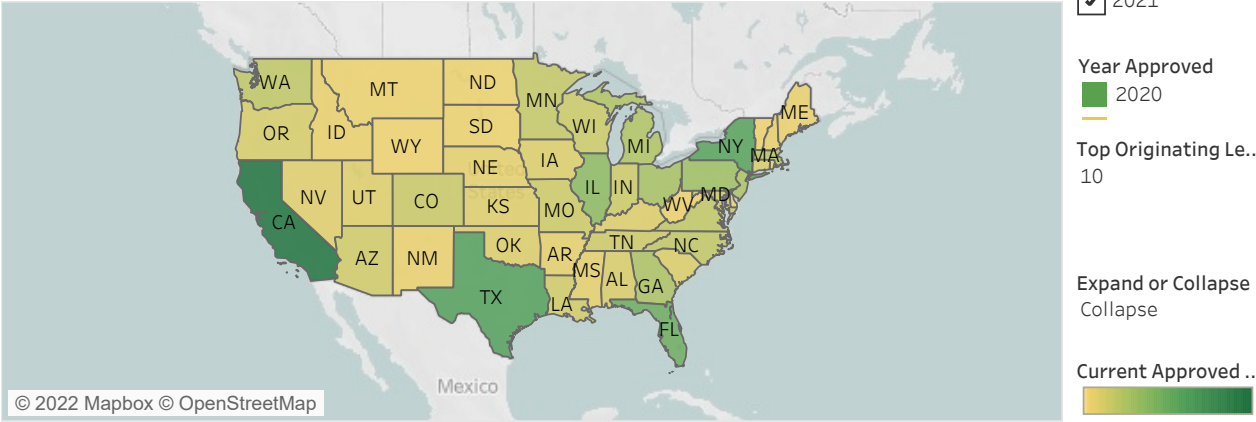 2021
Year Approved
2020
Top Originating Le..
10
Expand or Collapse
Collapse
Current Approved ..
WA
MT
ND
MN
OR
ID
WY
SD
WI
MI
NY
ME
MA
NE
IA
NV
UT
CO
KS
MO
IL
IN
WV
MD
CA
AZ
NM
OK
AR
TN
NC
TX
LA
MS
AL
GA
FL
United
States
Mexico
© 2022 Mapbox © OpenStreetMap